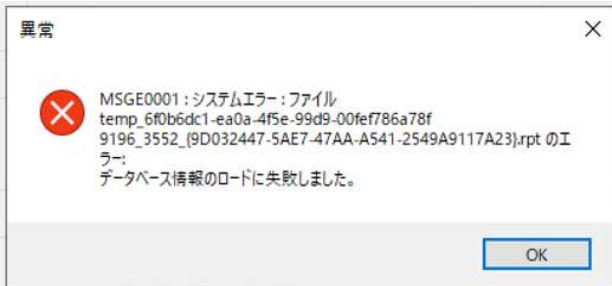 異常
MSGE0001 : システムエラー : ファイル
temp_6f0b6dc1-ea0a-4f5e-99d9-00fef786a78f
9196_3552_{9D032447-5AE7-47AA-A541-2549A9117A23}.rpt のエ
ラー:
データベース情報のロードに失敗しました。
OK